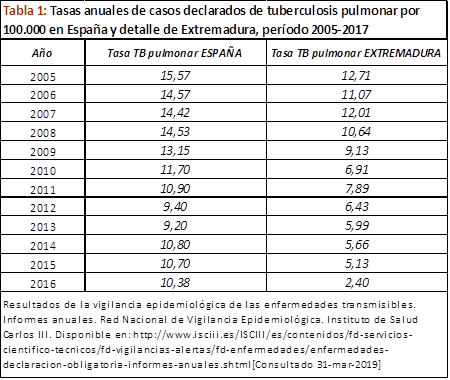 Tabla 1: Tasas anuales de casos declarados de tuberculosis pulmonar por
100.000 en España y detalle de Extremadura, período 2005-2017
Año Tasa TB pulmonar ESPAÑA Tasa TB pulmonar EXTREMADURA
2005 15,57 12,71
2006 14,57 11,07
2007 14,42 12,01
2008 14,53 10,64
2009 13,15 9,13
2010 11,70 6,91
2011 10,90 7,89
2012 9,40 6,43
2013 9,20 5,99
2014 10,80 5,66
2015 10,70 5,13
2016 10,38 2,40
Resultados de la vigilancia epidemiológica de las enfermedades transmisibles.
Informes anuales. Red Nacional de Vigilancia Epidemiológica. Instituto de Salud
Carlos III. Disponible en: http://www.isciii.es/ISCIII/es/contenidos/fd-servicios-
cientifico-tecnicos/fd-vigilancias-alertas/fd-enfermedades/enfermedades-
declaracion-obligatoria-informes-anuales.shtml[Consultado 31-mar-2019]